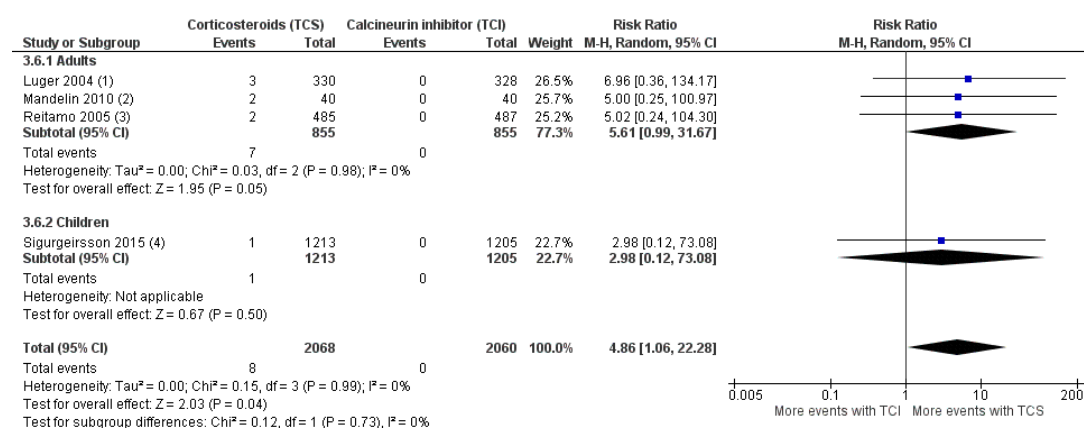 Corticosteroids (TCS) Calcineurin inhibitor (TCI) Risk Ratio Risk Ratio
Study or Subgroup Events Total Events Total Weight M-H, Random, 95% CI M-H, Random, 95% CI
3.6.1 Adults
Luger 2004 (1) 3 330 0 328 26.5% 6.96 [0.36, 134.17]
Mandelin 2010 (2) 2 40 0 40 25.7% 5.00 [0.25, 100.97]
Reitamo 2005 (3) 2 485 0 487 25.2% 5.02 [0.24, 104.30]
Subtotal (95% CI) 855 855 77.3% 5.61 [0.99, 31.67]
Total events 7 0
Heterogeneity: Tau² = 0.00; Chi² = 0.03, df = 2 (P = 0.98); I² = 0%
Test for overall effect: Z = 1.95 (P = 0.05)
3.6.2 Children
Sigurgeirsson 2015 (4) 1 1213 0 1205 22.7% 2.98 [0.12, 73.08]
Subtotal (95% CI) 1213 1205 22.7% 2.98 [0.12, 73.08]
Total events 1 0
Heterogeneity: Not applicable
Test for overall effect: Z = 0.67 (P = 0.50)
Total (95% CI) 2068 2060 100.0% 4.86 [1.06, 22.28]
Total events 8 0
Heterogeneity: Tau² = 0.00; Chi² = 0.15, df = 3 (P = 0.99); I² = 0%
Test for overall effect: Z = 2.03 (P = 0.04)
Test for subgroup differences: Chi² = 0.12, df = 1 (P = 0.73), I² = 0%
0.005 0.1 1 10 200
More events with TCI More events with TCS